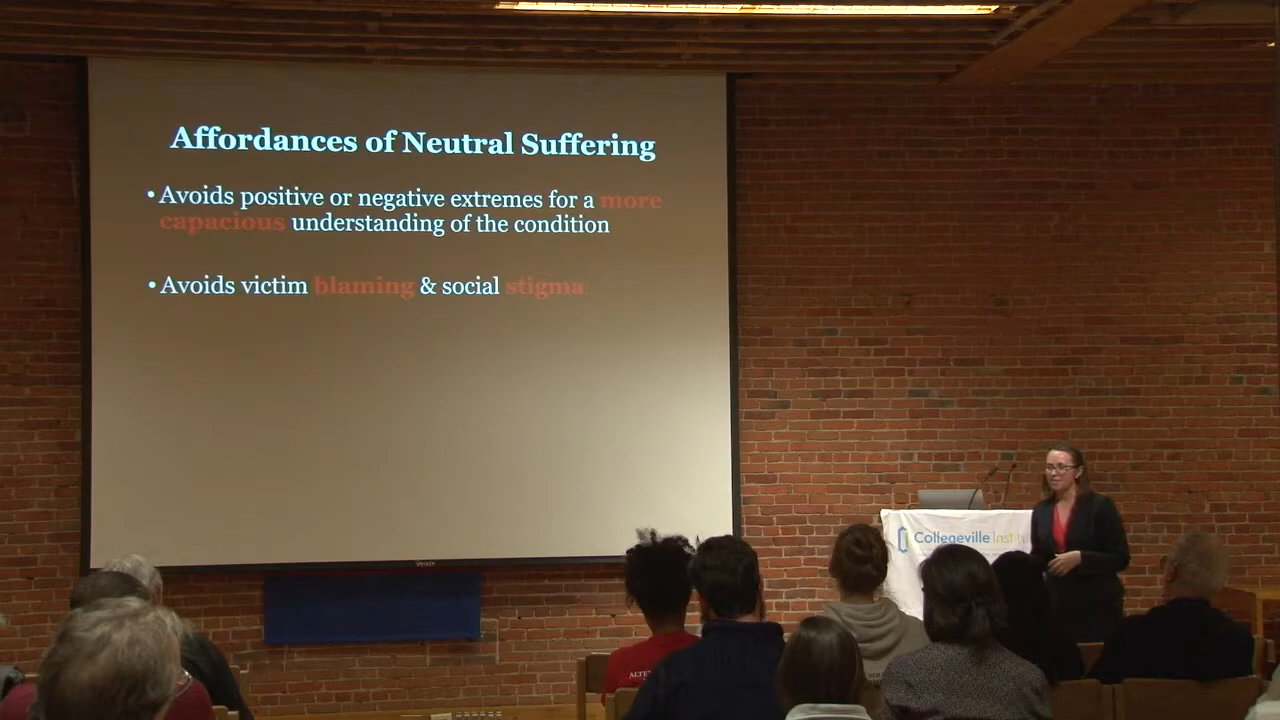 Affordances of Neutral Suffering
• Avoids positive or negative extremes for a more
capacious understanding of the condition
• Avoids victim blaming & social stigma
Collegeville Instit